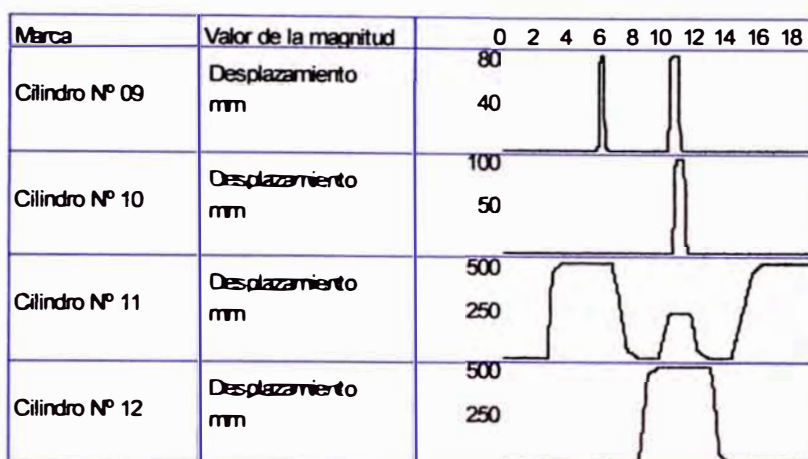 Marca Valor de la magnitud 0 2 4 6 8 10 12 14 16 18
Cilindro Nº 09 Desplazamiento mm 80 40
Cilindro Nº 10 Desplazamiento mm 100 50
Cilindro Nº 11 Desplazamiento mm 500 250
Cilindro Nº 12 Desplazamiento mm 500 250